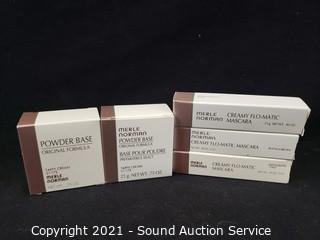 POWDER BASE
ORIGINAL FORMULA
MERLE
NORMAN
MERLE
NORMAN
POWDER BASE
ORIGINAL FORMULA
BASE POUR POUDRE
25 g NET WT. .75 OZ.
MERLE
NORMAN
CREAMY FLO-MATIC
MASCARA
MERLE
NORMAN
CREAMY FLO-MATIC
MASCARA
MERLE
NORMAN
CREAMY FLO-MATIC
MASCARA
Copyright 2021 - Sound Auction Service